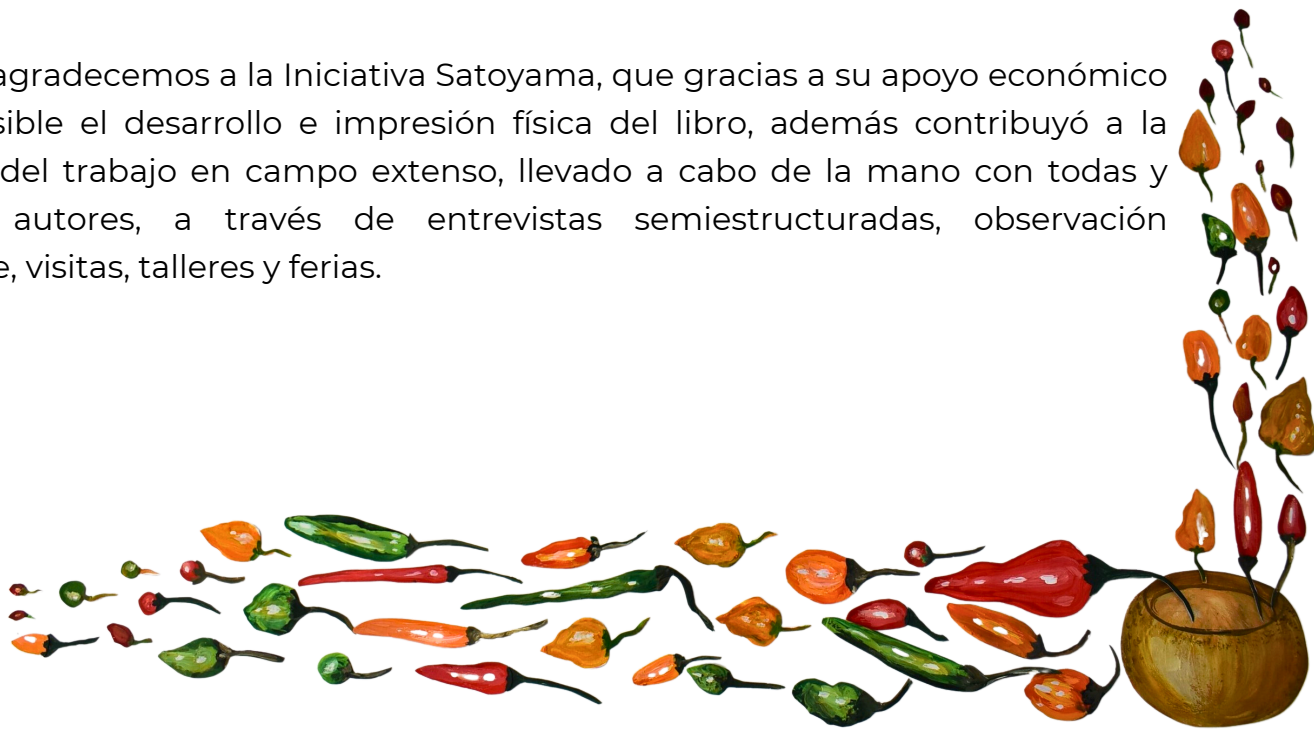 agradecemos a la Iniciativa Satoyama, que gracias a su apoyo económico
sible el desarrollo e impresión física del libro, además contribuyó a la
del trabajo en campo extenso, llevado a cabo de la mano con todas y
autores, a través de entrevistas semiestructuradas, observación
e, visitas, talleres y ferias.